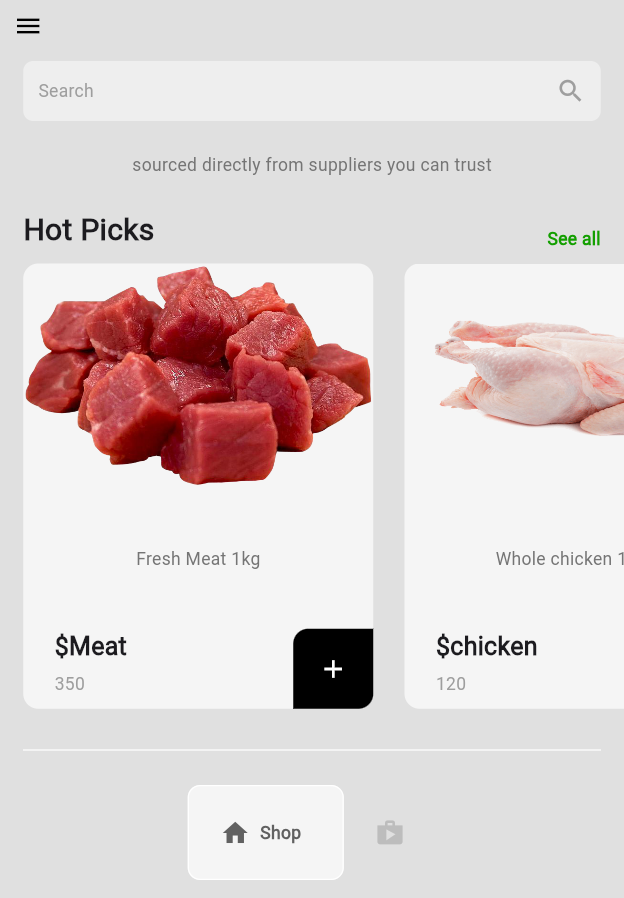 Search
sourced directly from suppliers you can trust
Hot Picks
See all
Fresh Meat 1kg
Whole chicken 1
$Meat
350
+
$chicken
120
Shop